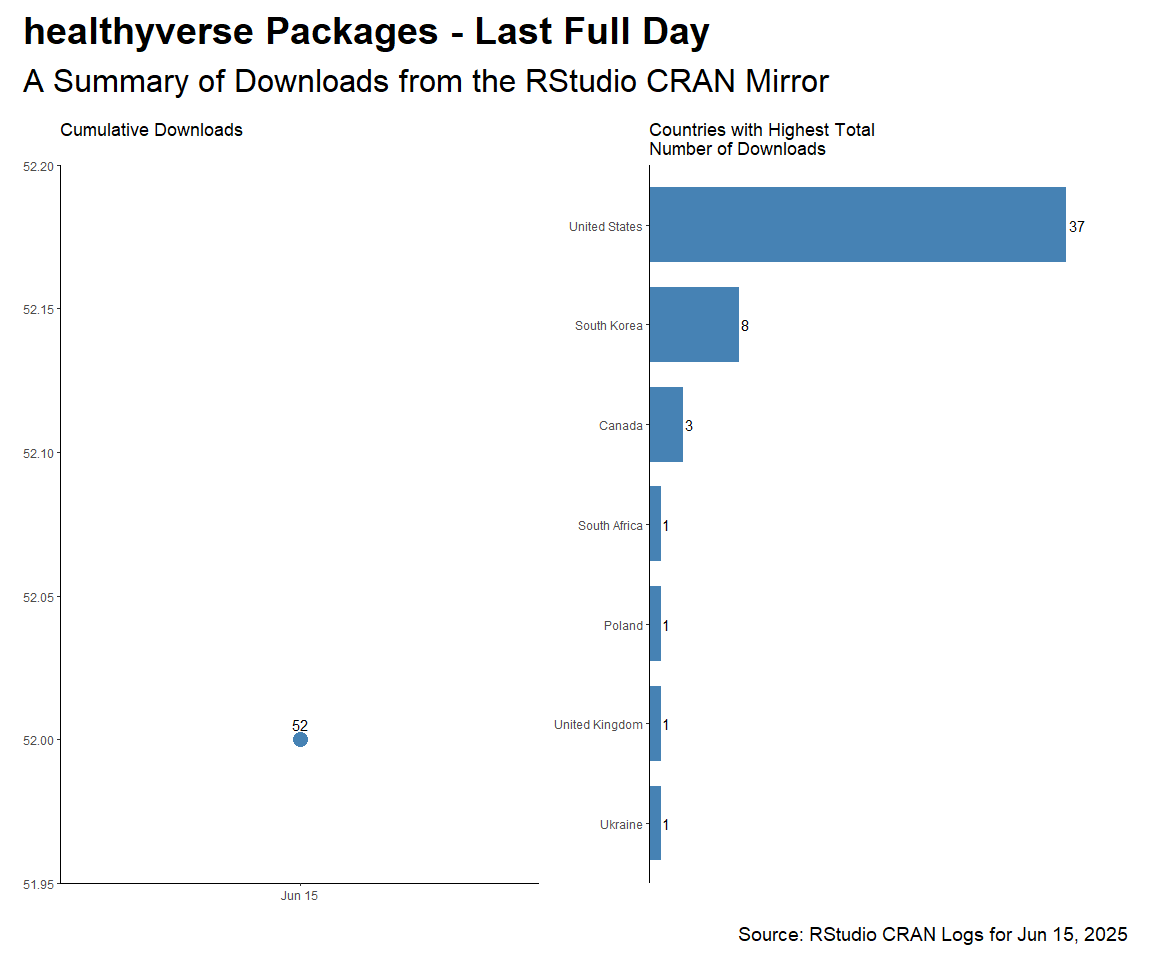 healthyverse Packages - Last Full Day
A Summary of Downloads from the RStudio CRAN Mirror
Cumulative Downloads
52.20
52.15
52.10
52.05
52.00
51.95
52
Jun 15
Countries with Highest Total
Number of Downloads
United States 37
South Korea 8
Canada 3
South Africa 1
Poland 1
United Kingdom 1
Ukraine 1
Source: RStudio CRAN Logs for Jun 15, 2025